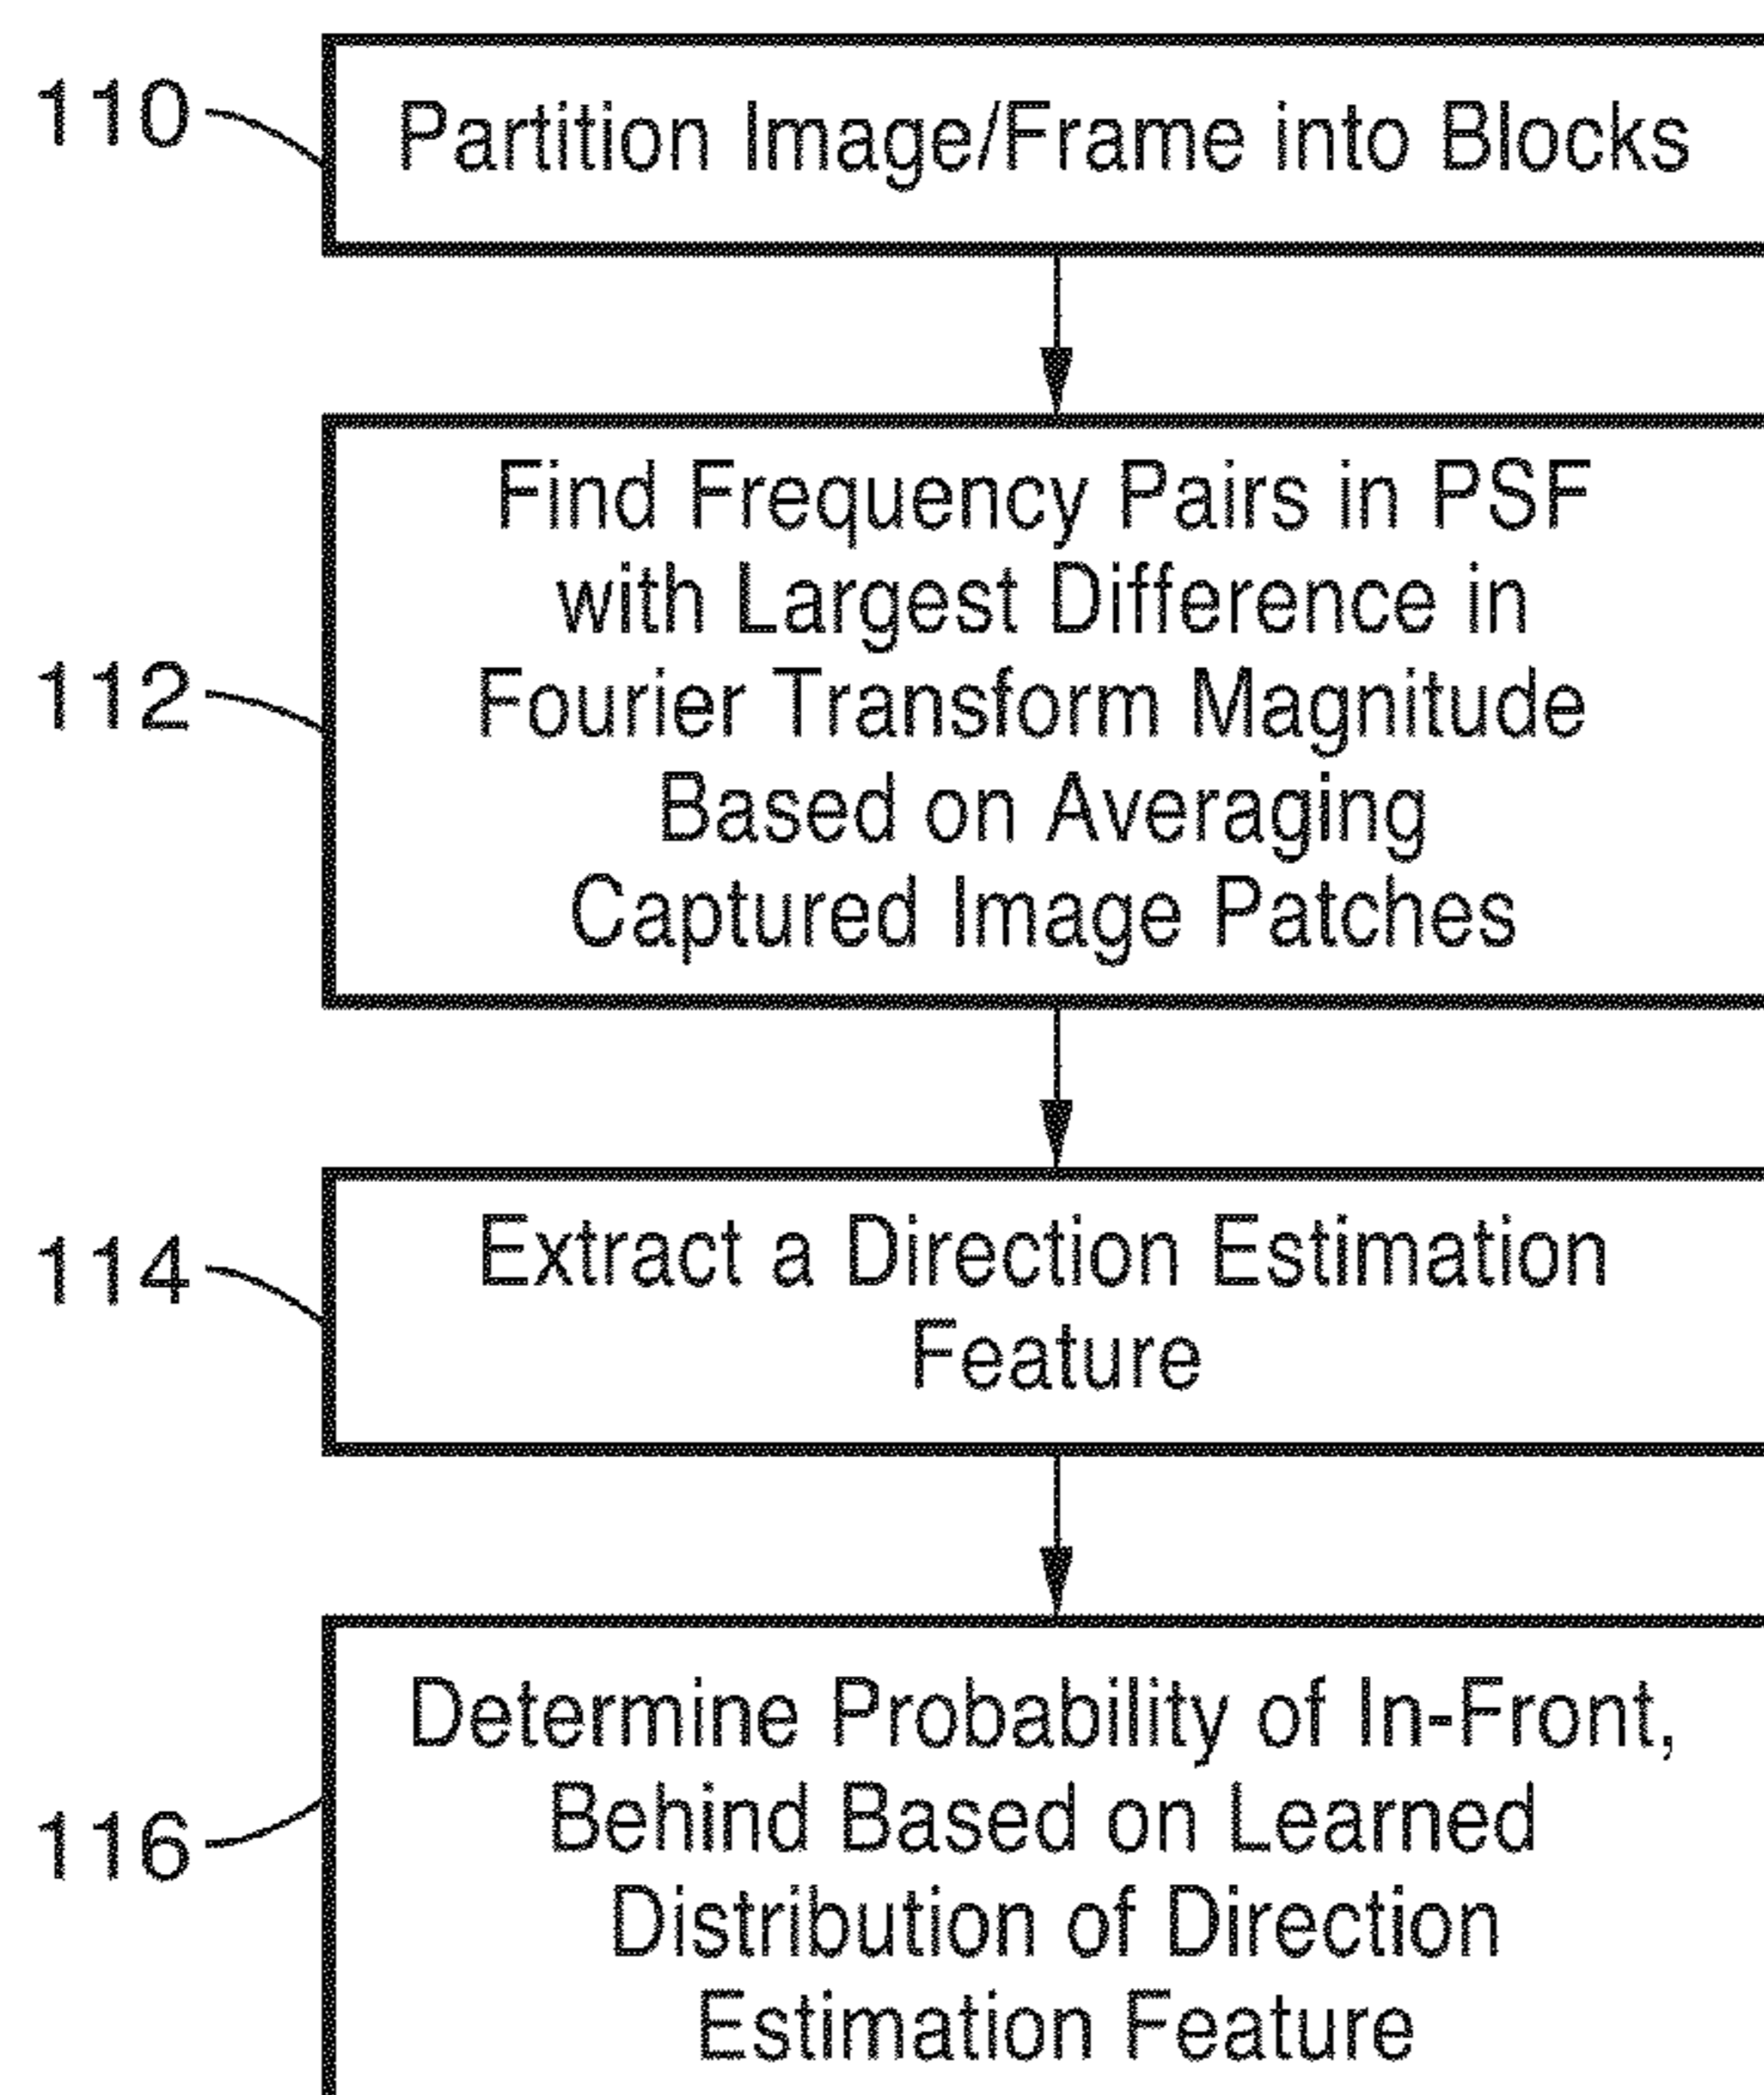 110
Partition Image/Frame into Blocks
112
Find Frequency Pairs in PSF
with Largest Difference in
Fourier Transform Magnitude
Based on Averaging
Captured Image Patches
114
Extract a Direction Estimation
Feature
116
Determine Probability of In-Front,
Behind Based on Learned
Distribution of Direction
Estimation Feature